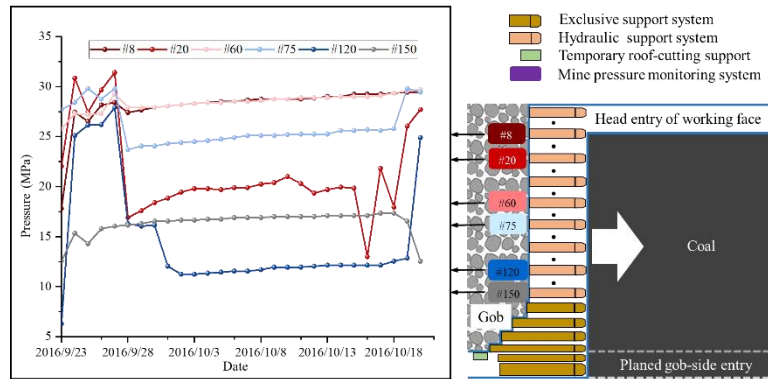 35
30
25
20
15
10
5
Pressure (MPa)
#8 #20 #60 #75 #120 #150
2016/9/23 2016/9/28 2016/10/3 2016/10/8 2016/10/13 2016/10/18
Date
Exclusive support system
Hydraulic support system
Temporary roof-cutting support
Mine pressure monitoring system
Head entry of working face
#8
#20
#60
#75
#120
#150
Coal
Gob
Planed gob-side entry